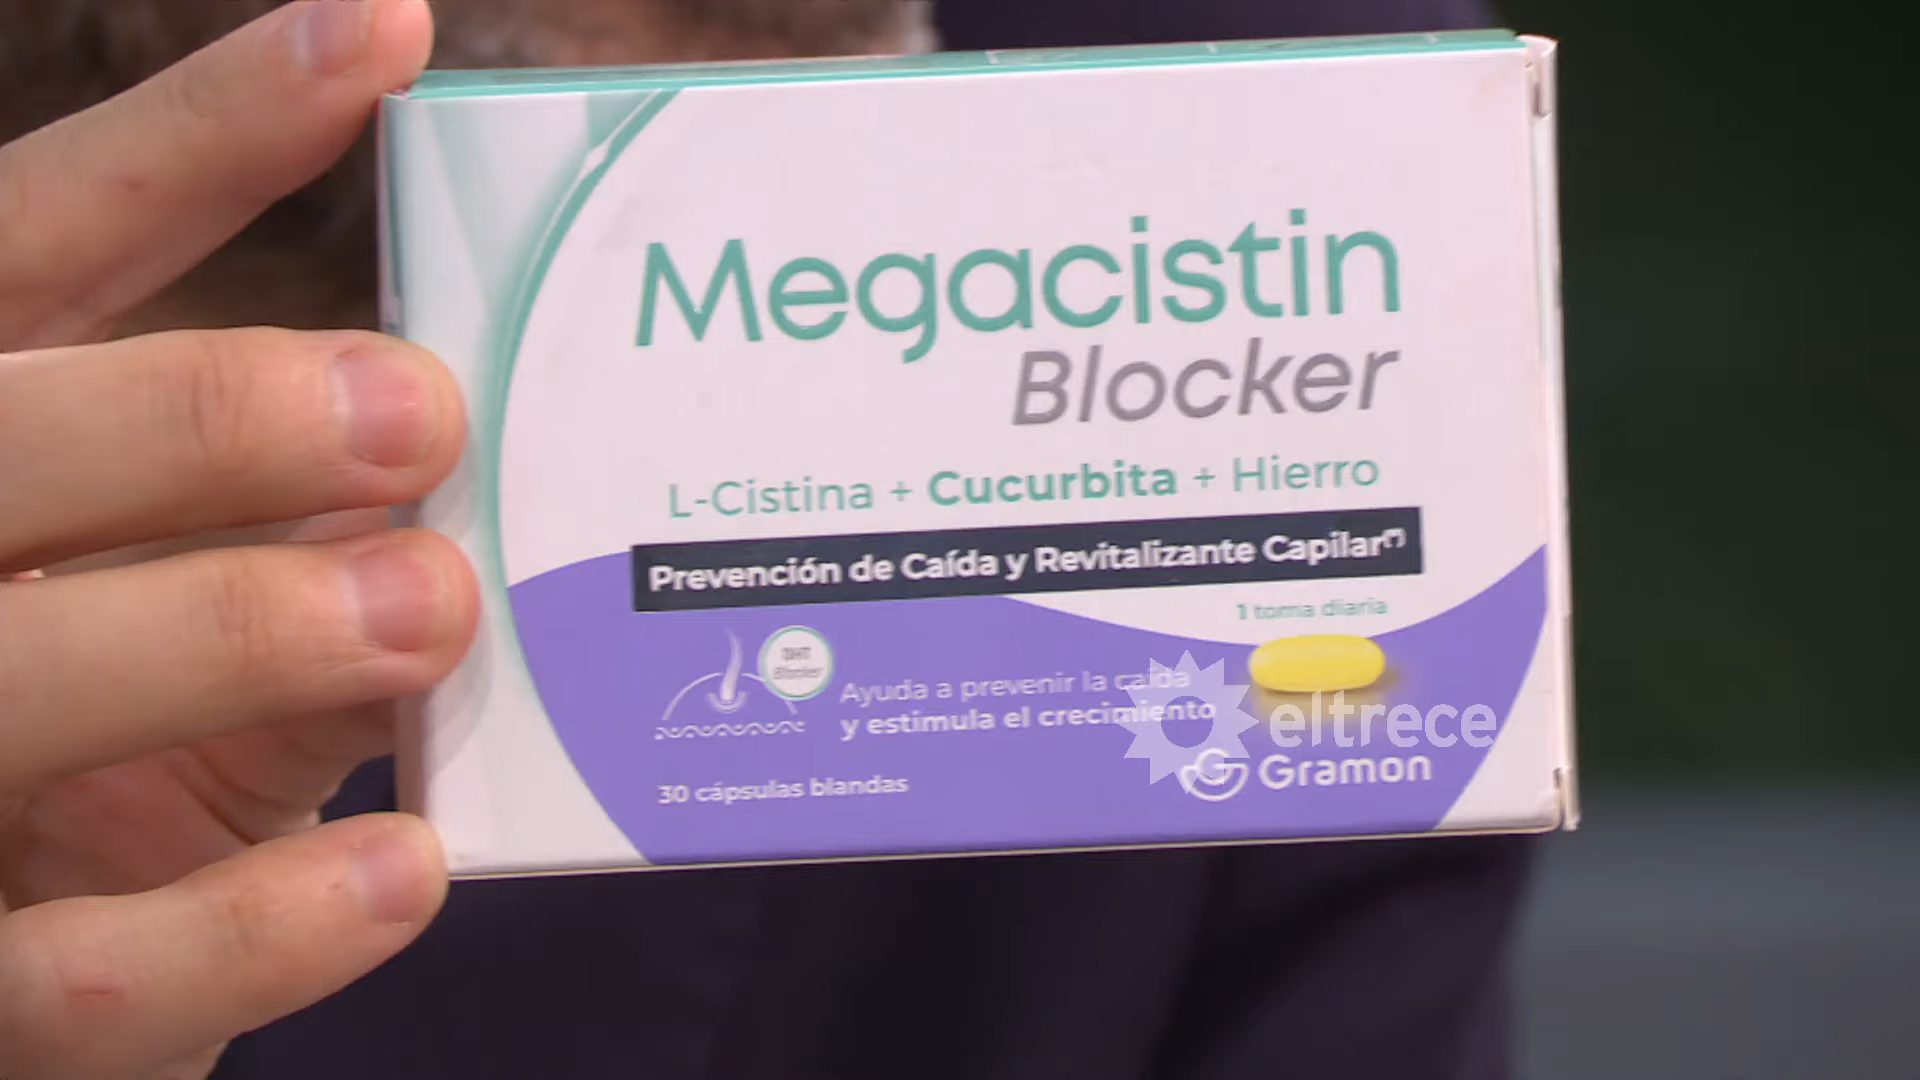 Megacistin
Blocker
L-Cistina + Cucurbita + Hierro
Prevención de Caída y Revitalizante Capilar(*)
1 toma diaria
DHT
Blocker
Ayuda a prevenir la caída
y estimula el crecimiento
eltrece
Gramon
30 cápsulas blandas